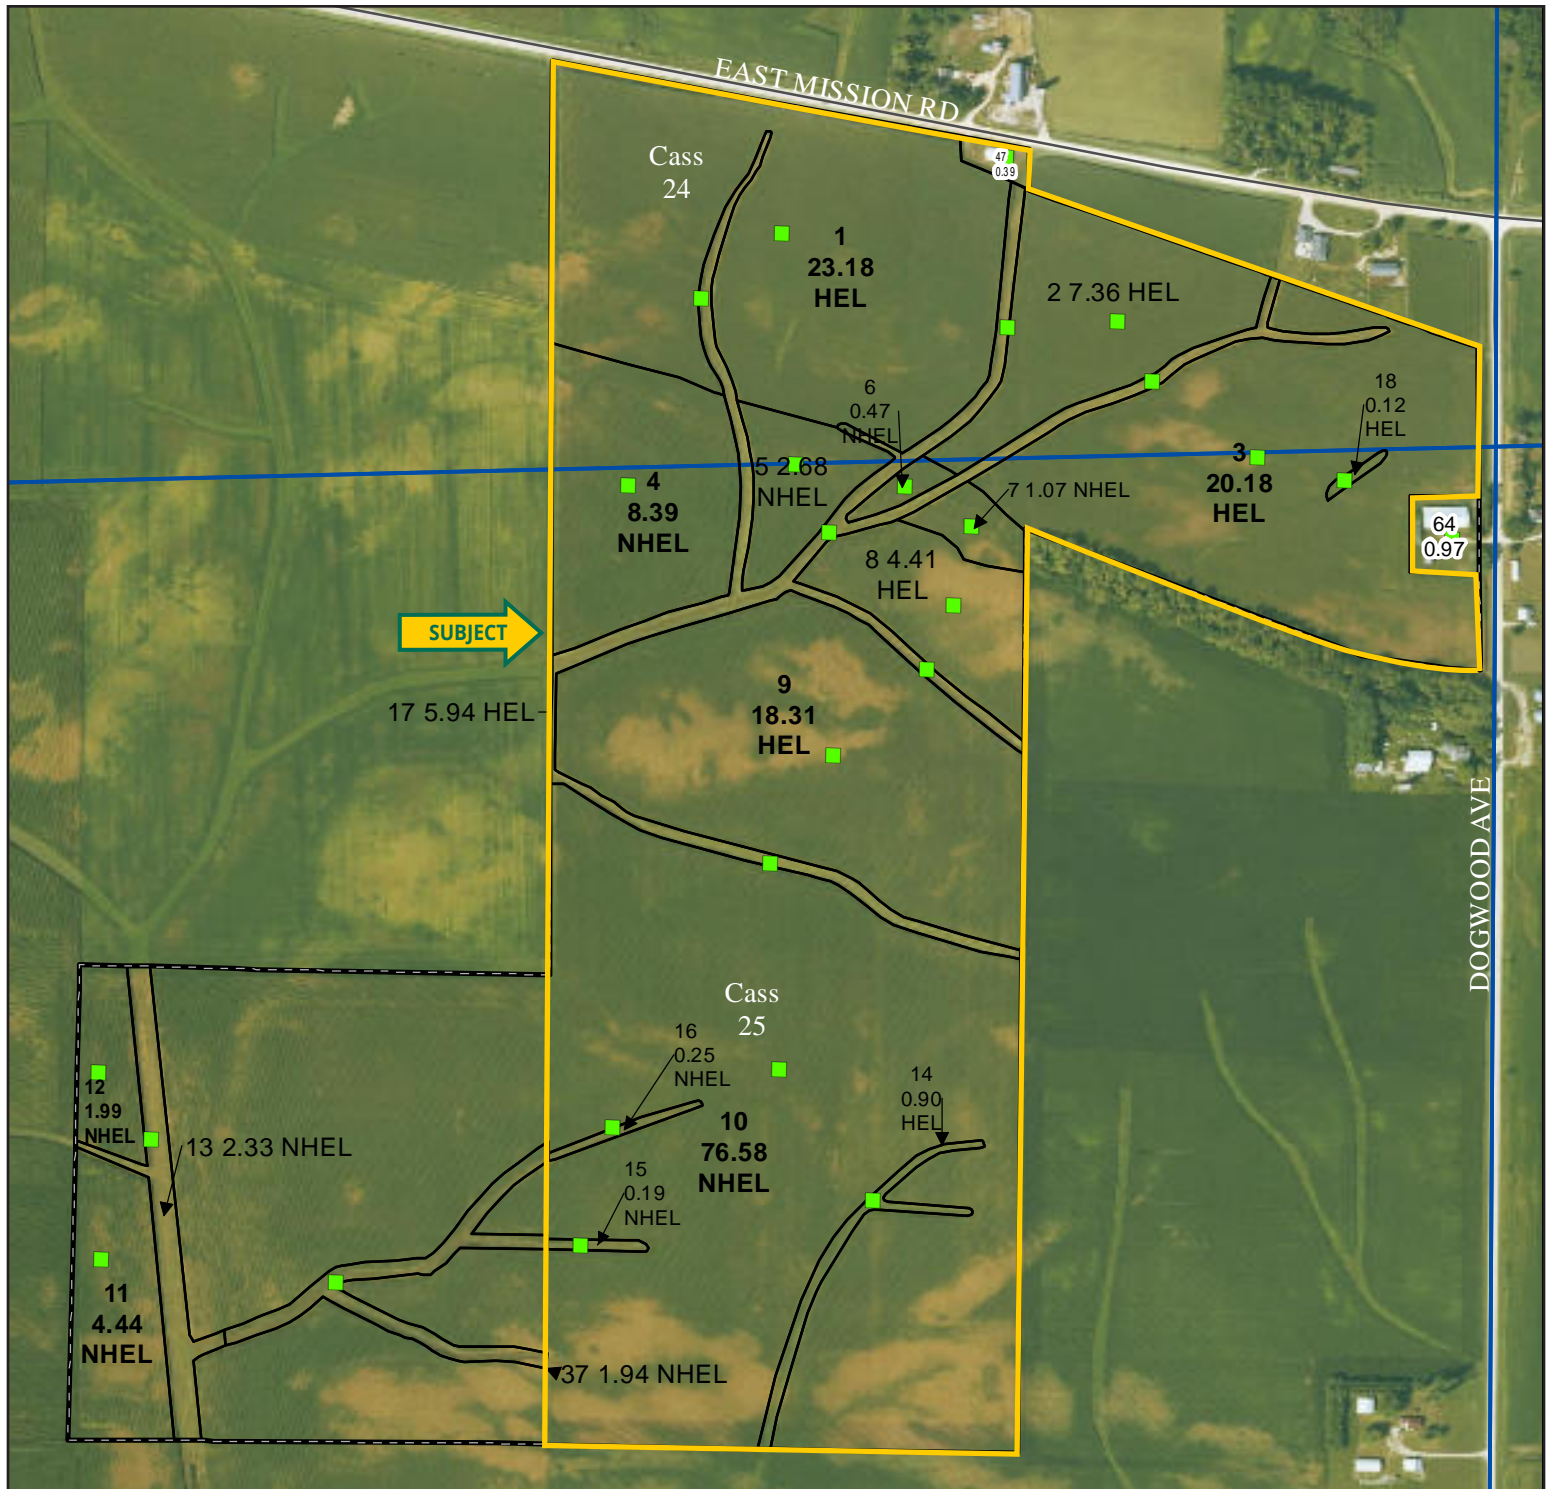 EAST MISSION RD
Cass
24
47
0.39
1
23.18
HEL
2 7.36 HEL
6
0.47
NHEL
18
0.12
HEL
3
20.18
HEL
5 2.68
NHEL
4
8.39
NHEL
7 1.07 NHEL
64
0.97
8 4.41
HEL
SUBJECT
9
18.31
HEL
17 5.94 HEL
DOGWOOD AVE
Cass
25
16
0.25
NHEL
14
0.90
HEL
12
1.99
NHEL
10
76.58
NHEL
13 2.33 NHEL
15
0.19
NHEL
11
4.44
NHEL
37 1.94 NHEL